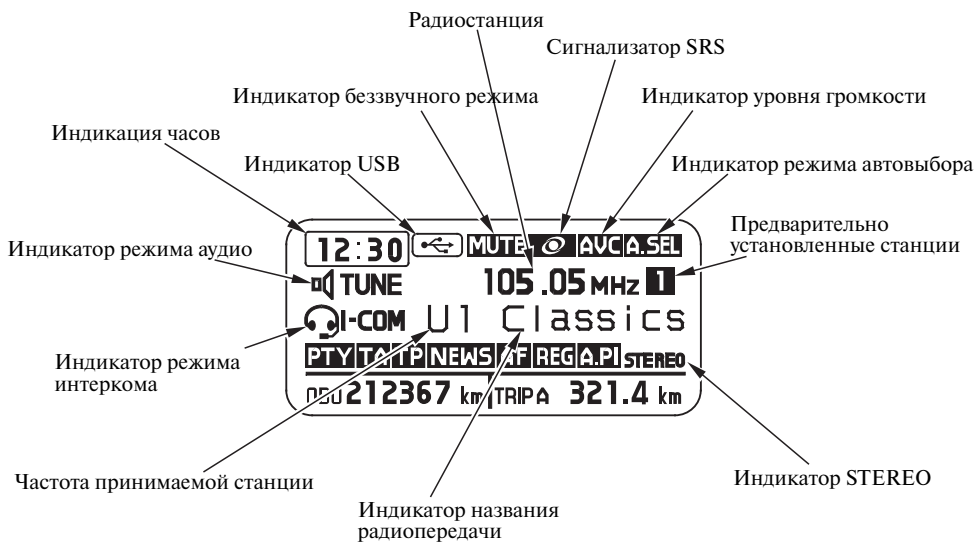 Радиостанция
Сигнализатор SRS
Индикатор беззвучного режима
Индикатор уровня громкости
Индикация часов
Индикатор USB
Индикатор режима автовыбора
Предварительно
установленные станции
Индикатор режима аудио
12:30 MUTE AVC A.SEL
TUNE 105.05 MHz 1
I-COM U1 Classics
PTY TA TP NEWS AF REG A.PI STEREO
ODO 212367 km TRIP A 321.4 km
Индикатор режима
интеркома
Частота принимаемой станции
Индикатор названия
радиопередачи
Индикатор STEREO